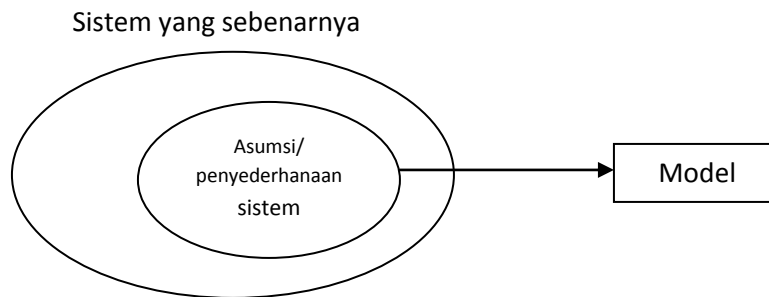 Sistem yang sebenarnya
Asumsi/
penyederhanaan
sistem
Model